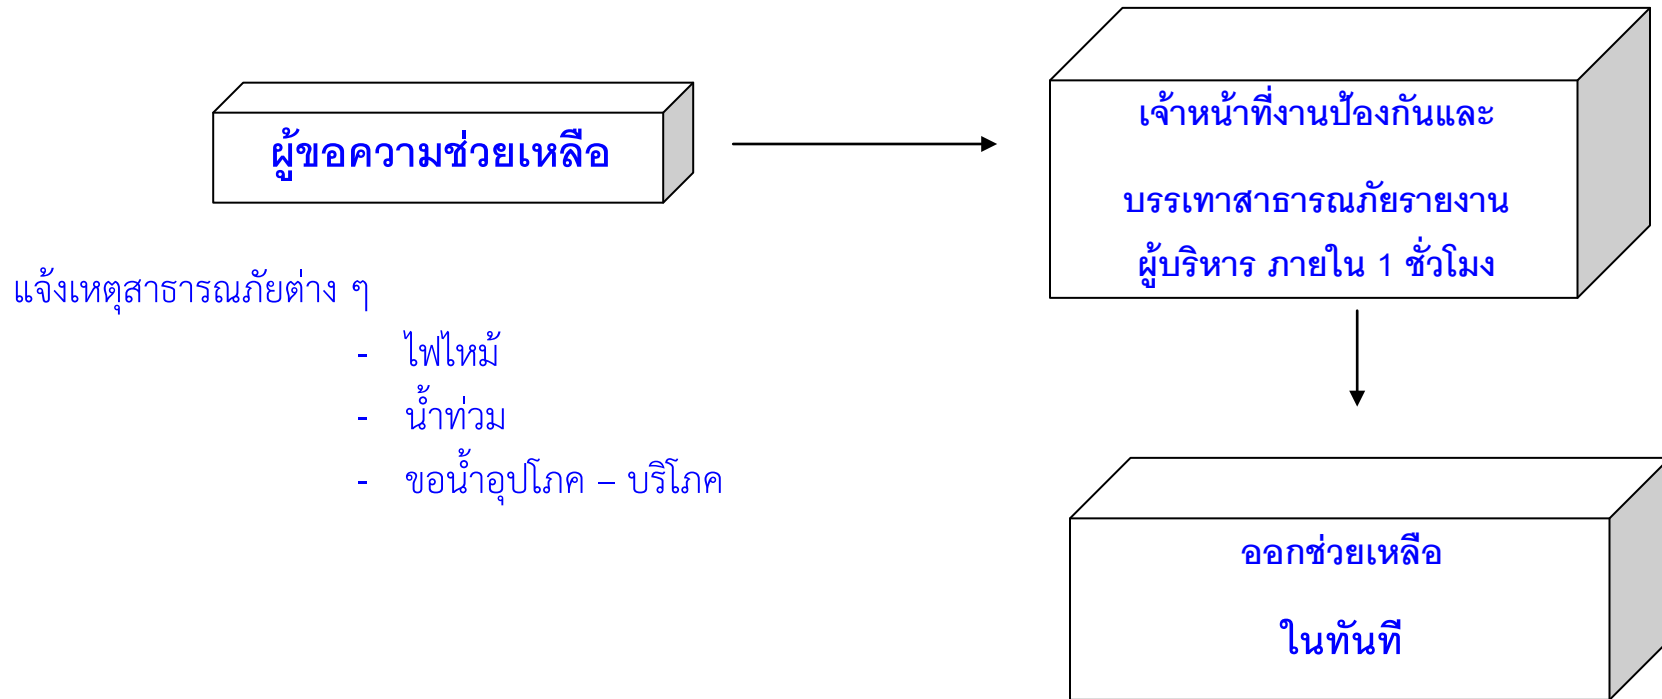 ผู้ขอความช่วยเหลือ
เจ้าหน้าที่งานป้องกันและ
บรรเทาสาธารณภัยรายงาน
ผู้บริหาร ภายใน 1 ชั่วโมง
แจ้งเหตุสาธารณภัยต่าง ๆ
- ไฟไหม้
- น้ำท่วม
- ขอน้ำอุปโภค – บริโภค
ออกช่วยเหลือ
ในทันที